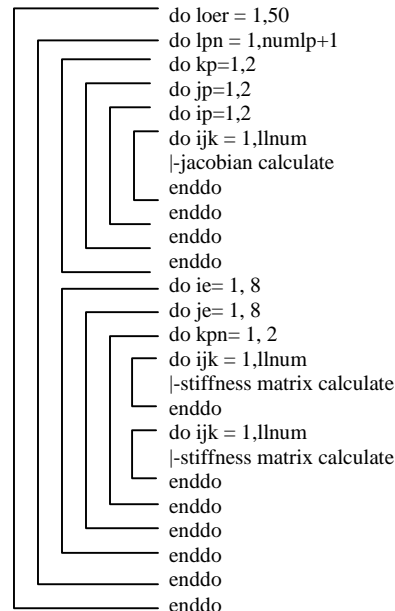 do loer = 1,50
do lpn = 1,numlp+1
do kp=1,2
do jp=1,2
do ip=1,2
do ijk = 1,llnum
|-jacobian calculate
enddo
enddo
enddo
enddo
do ie= 1, 8
do je= 1, 8
do kpn= 1, 2
do ijk = 1,llnum
|-stiffness matrix calculate
enddo
do ijk = 1,llnum
|-stiffness matrix calculate
enddo
enddo
enddo
enddo
enddo
enddo